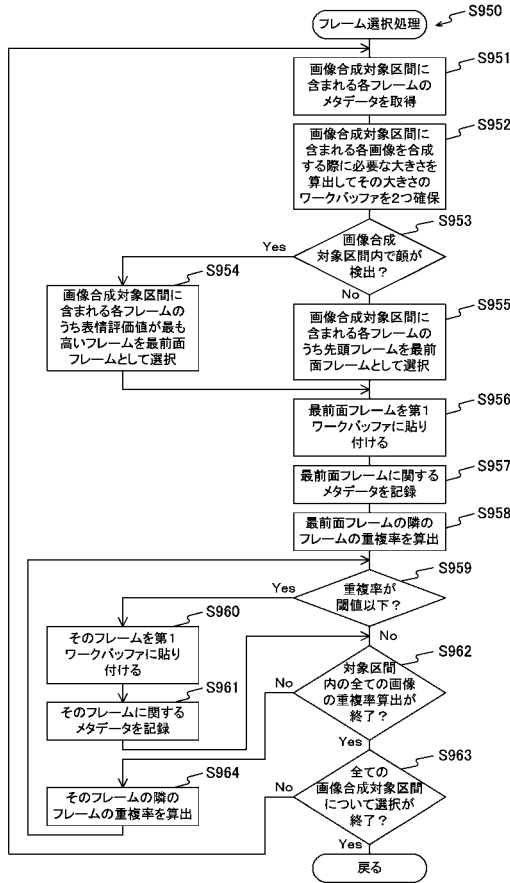 フレーム選択処理
S950
S951
画像合成対象区間に
含まれる各フレームの
メタデータを取得
S952
画像合成対象区間に
含まれる各画像を合成
する際に必要な大きさを
算出してその大きさの
ワークバッファを2つ確保
S953
画像合成
対象区間内で顔が
検出?
Yes
No
S954
画像合成対象区間に
含まれる各フレームの
うち表情評価値が最も
高いフレームを最前面
フレームとして選択
S955
画像合成対象区間に
含まれる各フレームの
うち先頭フレームを最前
面フレームとして選択
S956
最前面フレームを第1
ワークバッファに貼り
付ける
S957
最前面フレームに関する
メタデータを記録
S958
最前面フレームの隣の
フレームの重複率を算出
S959
重複率が
閾値以下?
Yes
No
S960
そのフレームを第1
ワークバッファに貼り
付ける
S961
そのフレームに関する
メタデータを記録
S962
対象区間
内の全ての画像
の重複率算出が
終了?
No
Yes
S964
そのフレームの隣の
フレームの重複率を算出
S963
全ての
画像合成対象区間
について選択が
終了?
No
Yes
戻る